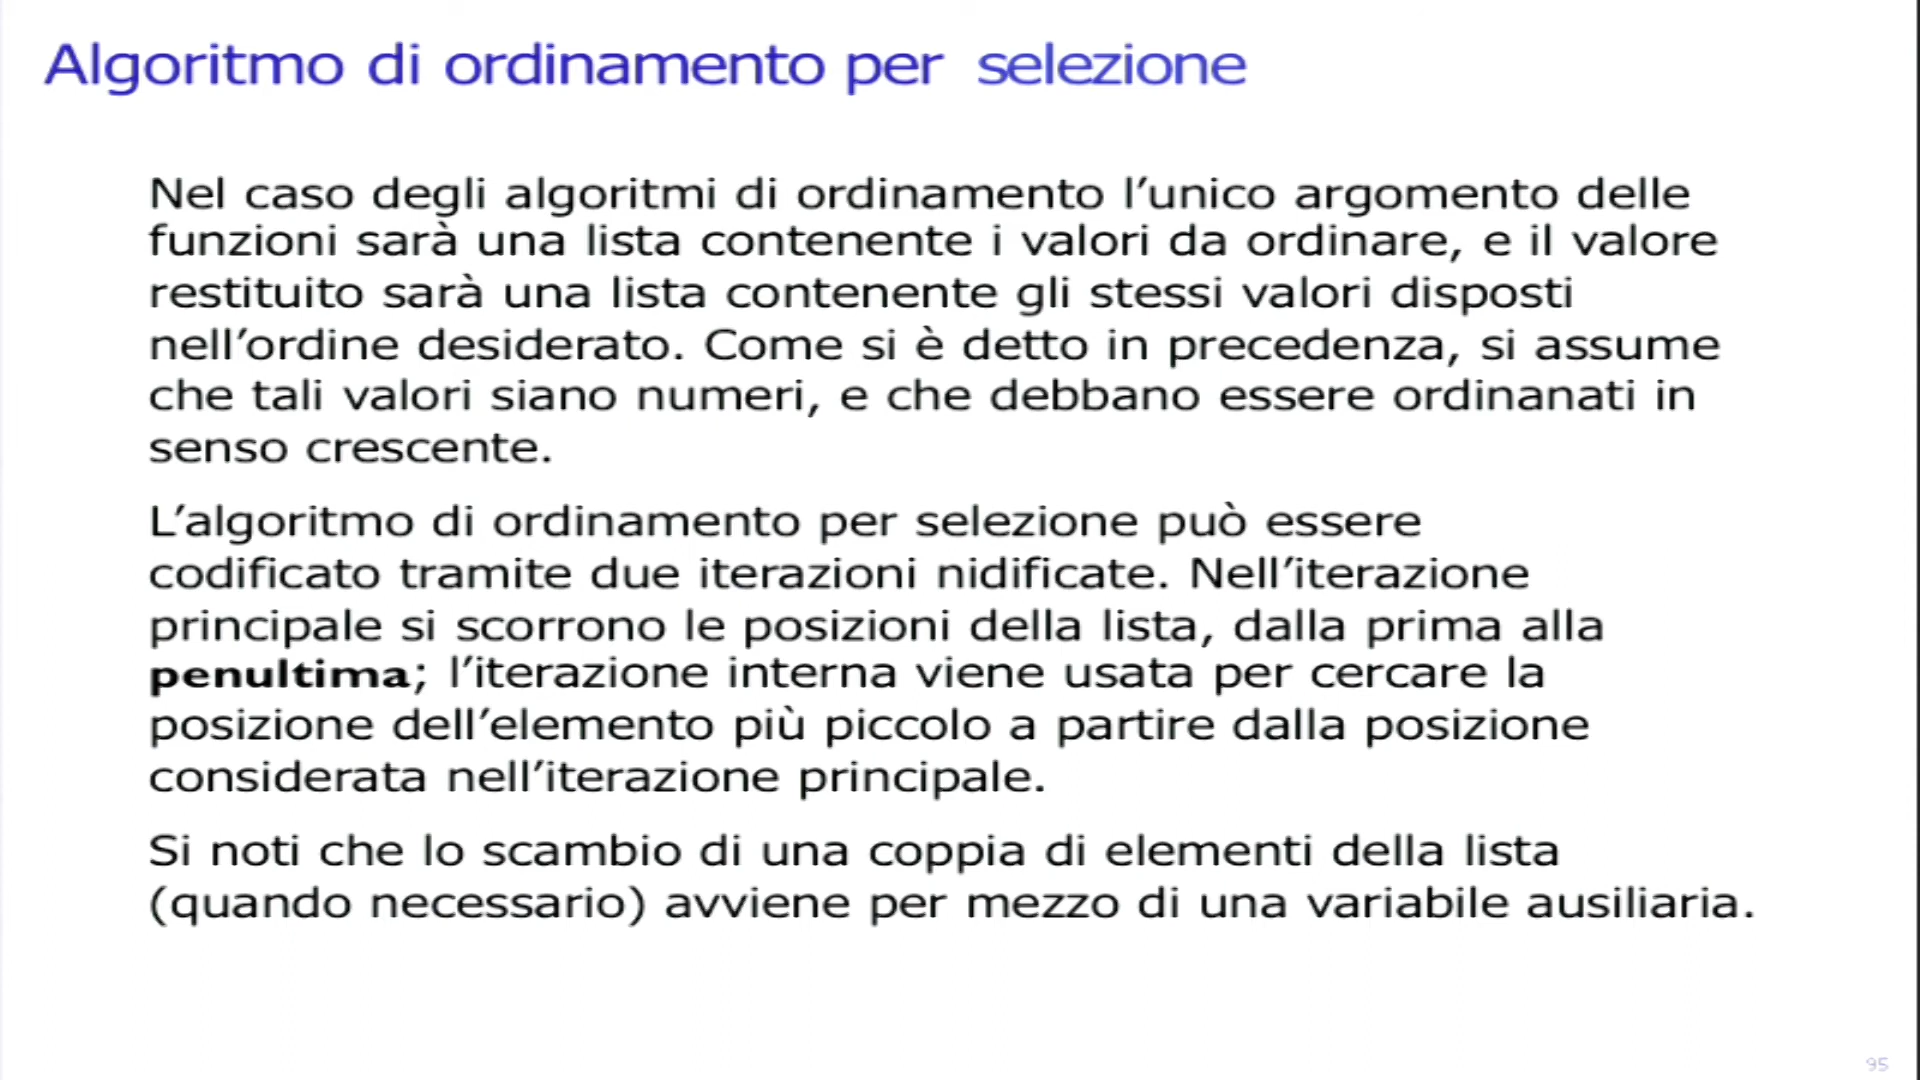 Algoritmo di ordinamento per selezione
Nel caso degli algoritmi di ordinamento l’unico argomento delle
funzioni sarà una lista contenente i valori da ordinare, e il valore
restituito sarà una lista contenente gli stessi valori disposti
nell’ordine desiderato. Come si è detto in precedenza, si assume
che tali valori siano numeri, e che debbano essere ordinanati in
senso crescente.
L’algoritmo di ordinamento per selezione può essere
codificato tramite due iterazioni nidificate. Nell’iterazione
principale si scorrono le posizioni della lista, dalla prima alla
penultima; l’iterazione interna viene usata per cercare la
posizione dell’elemento più piccolo a partire dalla posizione
considerata nell’iterazione principale.
Si noti che lo scambio di una coppia di elementi della lista
(quando necessario) avviene per mezzo di una variabile ausiliaria.
95